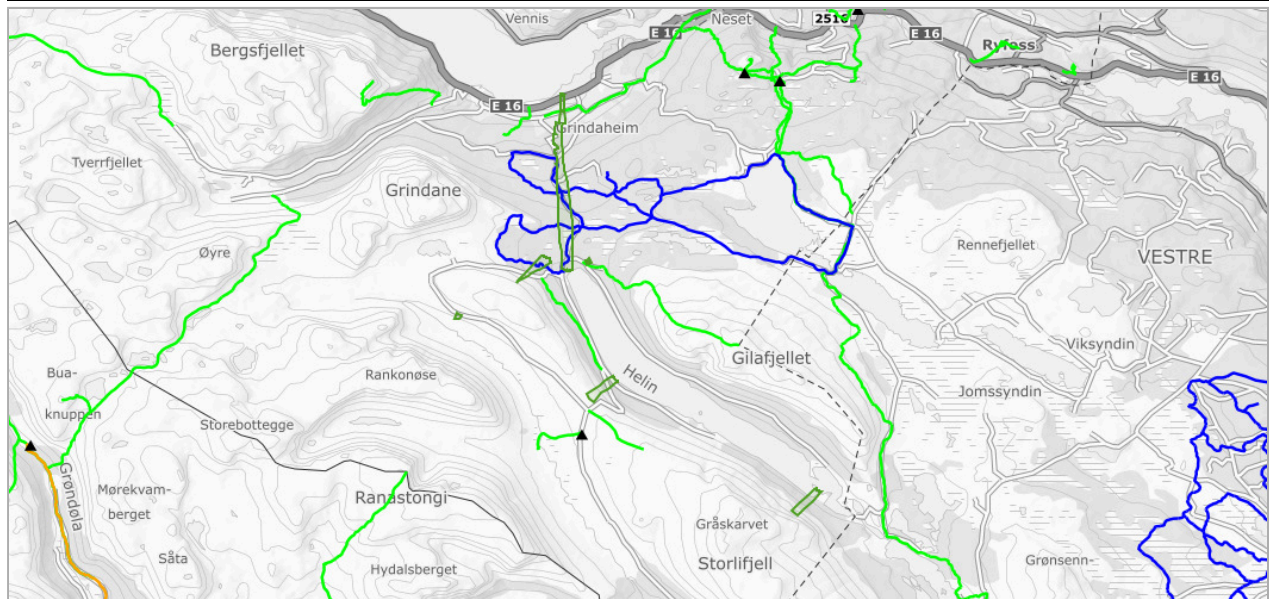 Vennis
Neset
2516
E 16
E 16
Bergsfjellet
Ryfoss
E 16
E 16
Grindaheim
Tverrfjellet
Grindane
Øyre
Rennefjellet
VESTRE
Viksyndin
Gilafjellet
Bua-
knuppen
Rankonøse
Helin
Jomssyndin
Storebottegge
Grøndøla
Mørekvam-
berget
Ranastongi
Gråskarvet
Såta
Hydalsberget
Storlifjell
Grønsenn-